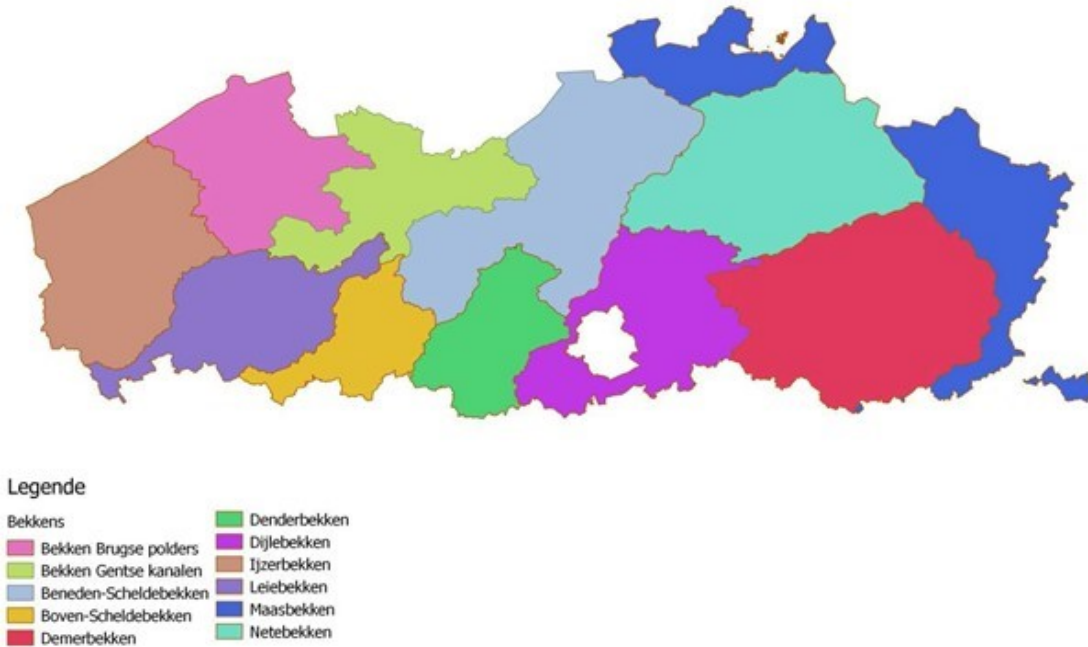 Legende
Bekkens
Bekken Brugse polders
Bekken Gentse kanalen
Beneden-Scheldebekken
Boven-Scheldebekken
Demerbekken
Denderbekken
Dijlebekken
Ijzerbekken
Leiebekken
Maasbekken
Netebekken